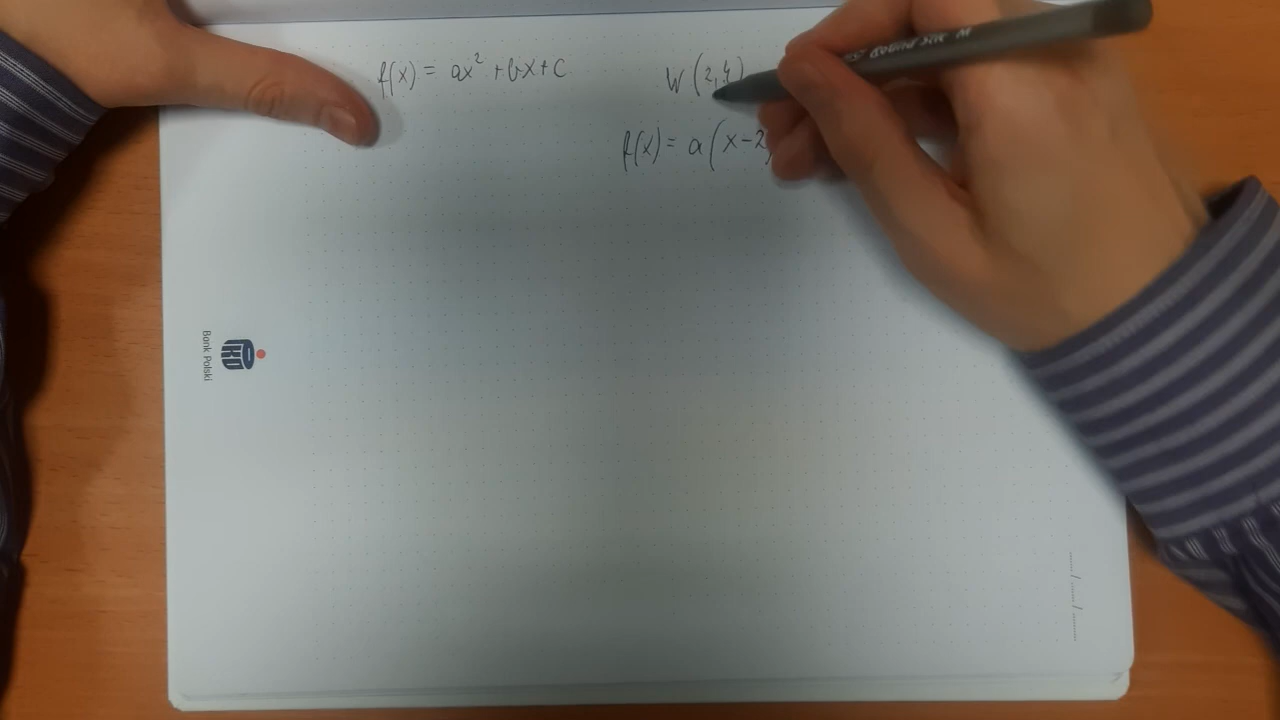 f(x) = ax² + bx + c
W (2,4)
f(x) = a(x-2
Bank Polski